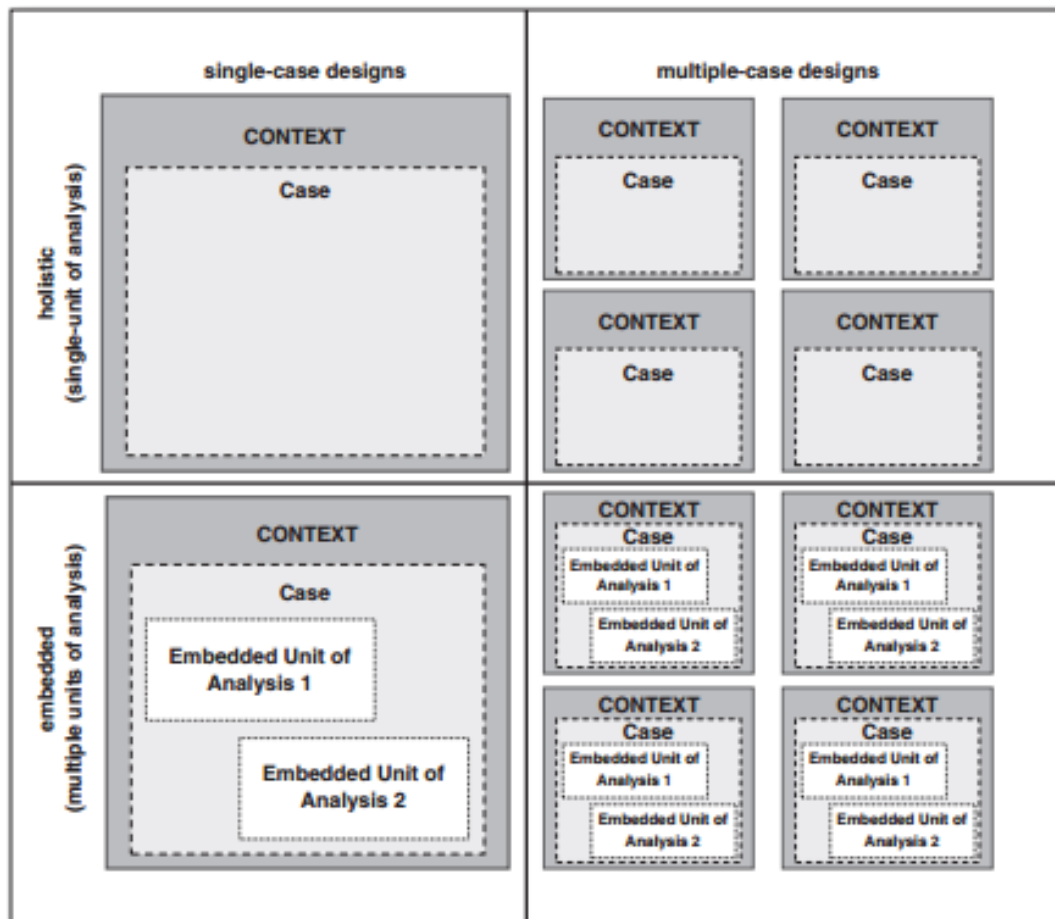 single-case designs
multiple-case designs
holistic
(single-unit of analysis)
CONTEXT
Case
CONTEXT
Case
CONTEXT
Case
CONTEXT
Case
CONTEXT
Case
embedded
(multiple units of analysis)
CONTEXT
Case
Embedded Unit of
Analysis 1
Embedded Unit of
Analysis 2
CONTEXT
Case
Embedded Unit of
Analysis 1
Embedded Unit of
Analysis 2
CONTEXT
Case
Embedded Unit of
Analysis 1
Embedded Unit of
Analysis 2
CONTEXT
Case
Embedded Unit of
Analysis 1
Embedded Unit of
Analysis 2
CONTEXT
Case
Embedded Unit of
Analysis 1
Embedded Unit of
Analysis 2